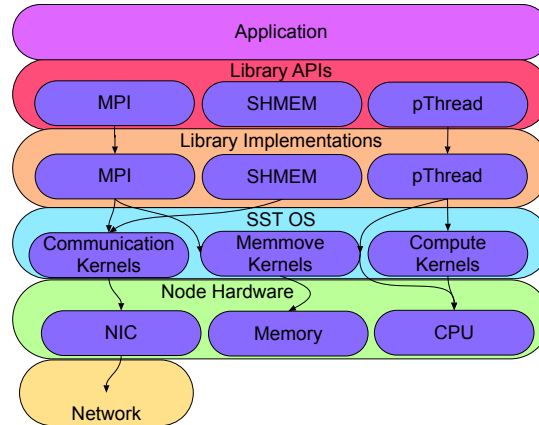 Application
Library APIs
MPI
SHMEM
pThread
Library Implementations
MPI
SHMEM
pThread
SST OS
Communication
Kernels
Memmove
Kernels
Compute
Kernels
Node Hardware
NIC
Memory
CPU
Network